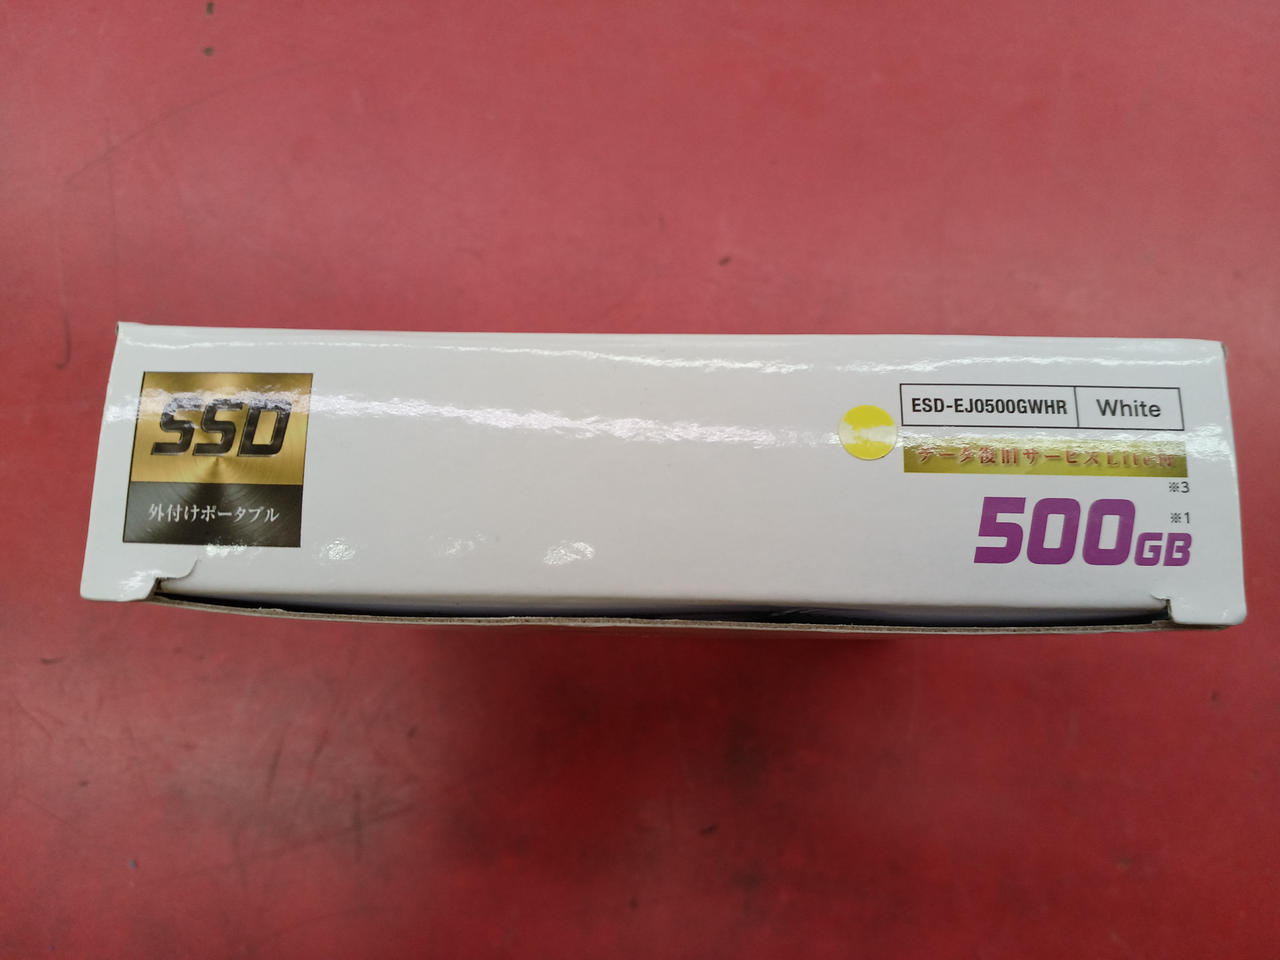 SSD
外付けポータブル
ESD-EJ0500GWHR White
データ復旧サービスLite付
※3
500GB ※1